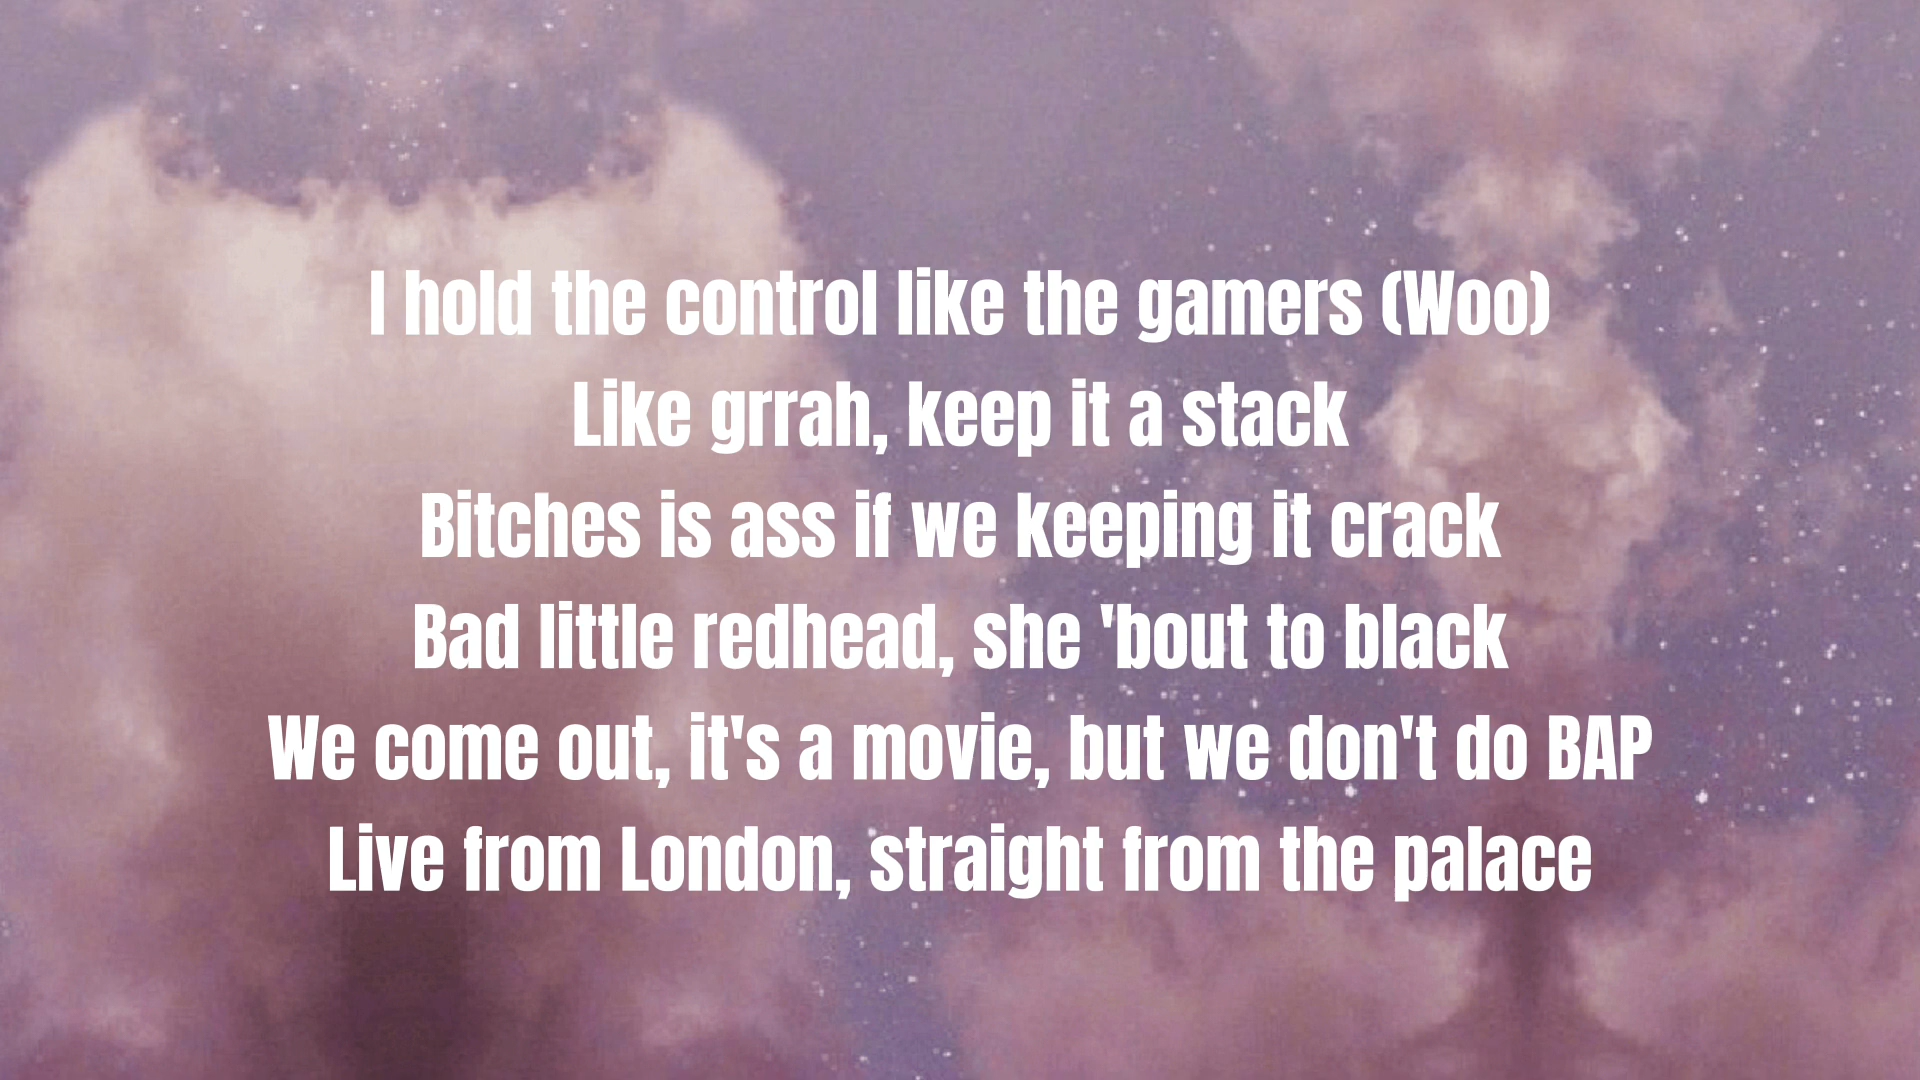 I hold the control like the gamers (Woo)
Like grrah, keep it a stack
Bitches is ass if we keeping it crack
Bad little redhead, she 'bout to black
We come out, it's a movie, but we don't do BAP
Live from London, straight from the palace